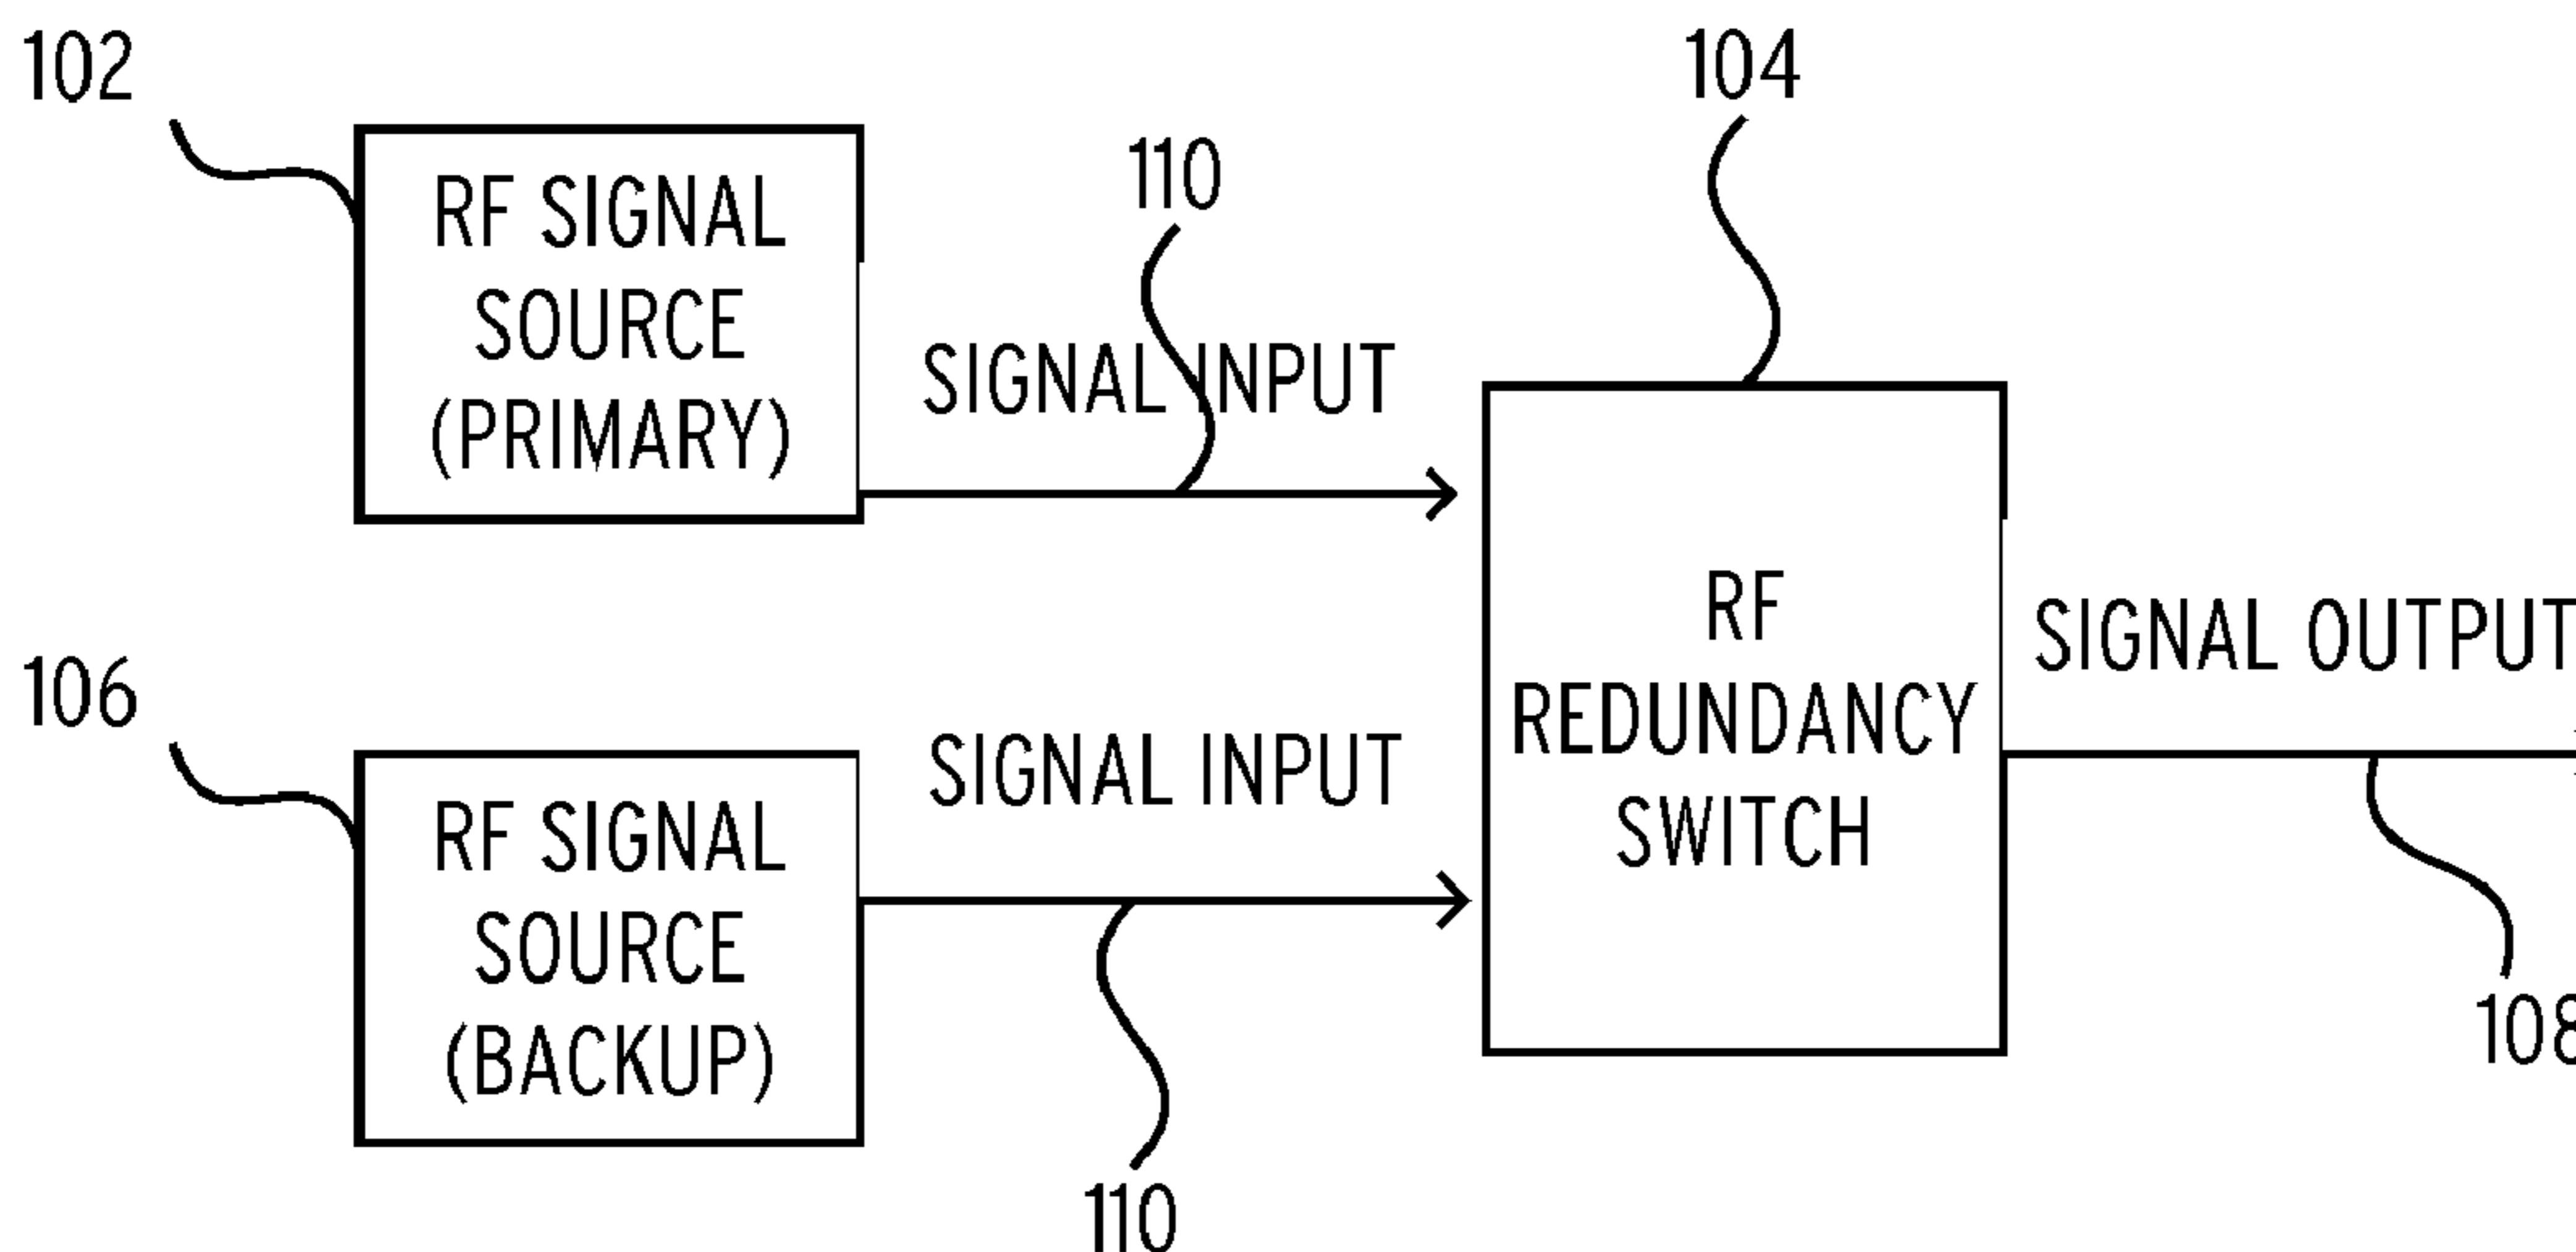 102
RF SIGNAL
SOURCE
(PRIMARY)
110
SIGNAL INPUT
104
RF
REDUNDANCY
SWITCH
SIGNAL OUTPUT
108
106
RF SIGNAL
SOURCE
(BACKUP)
SIGNAL INPUT
110